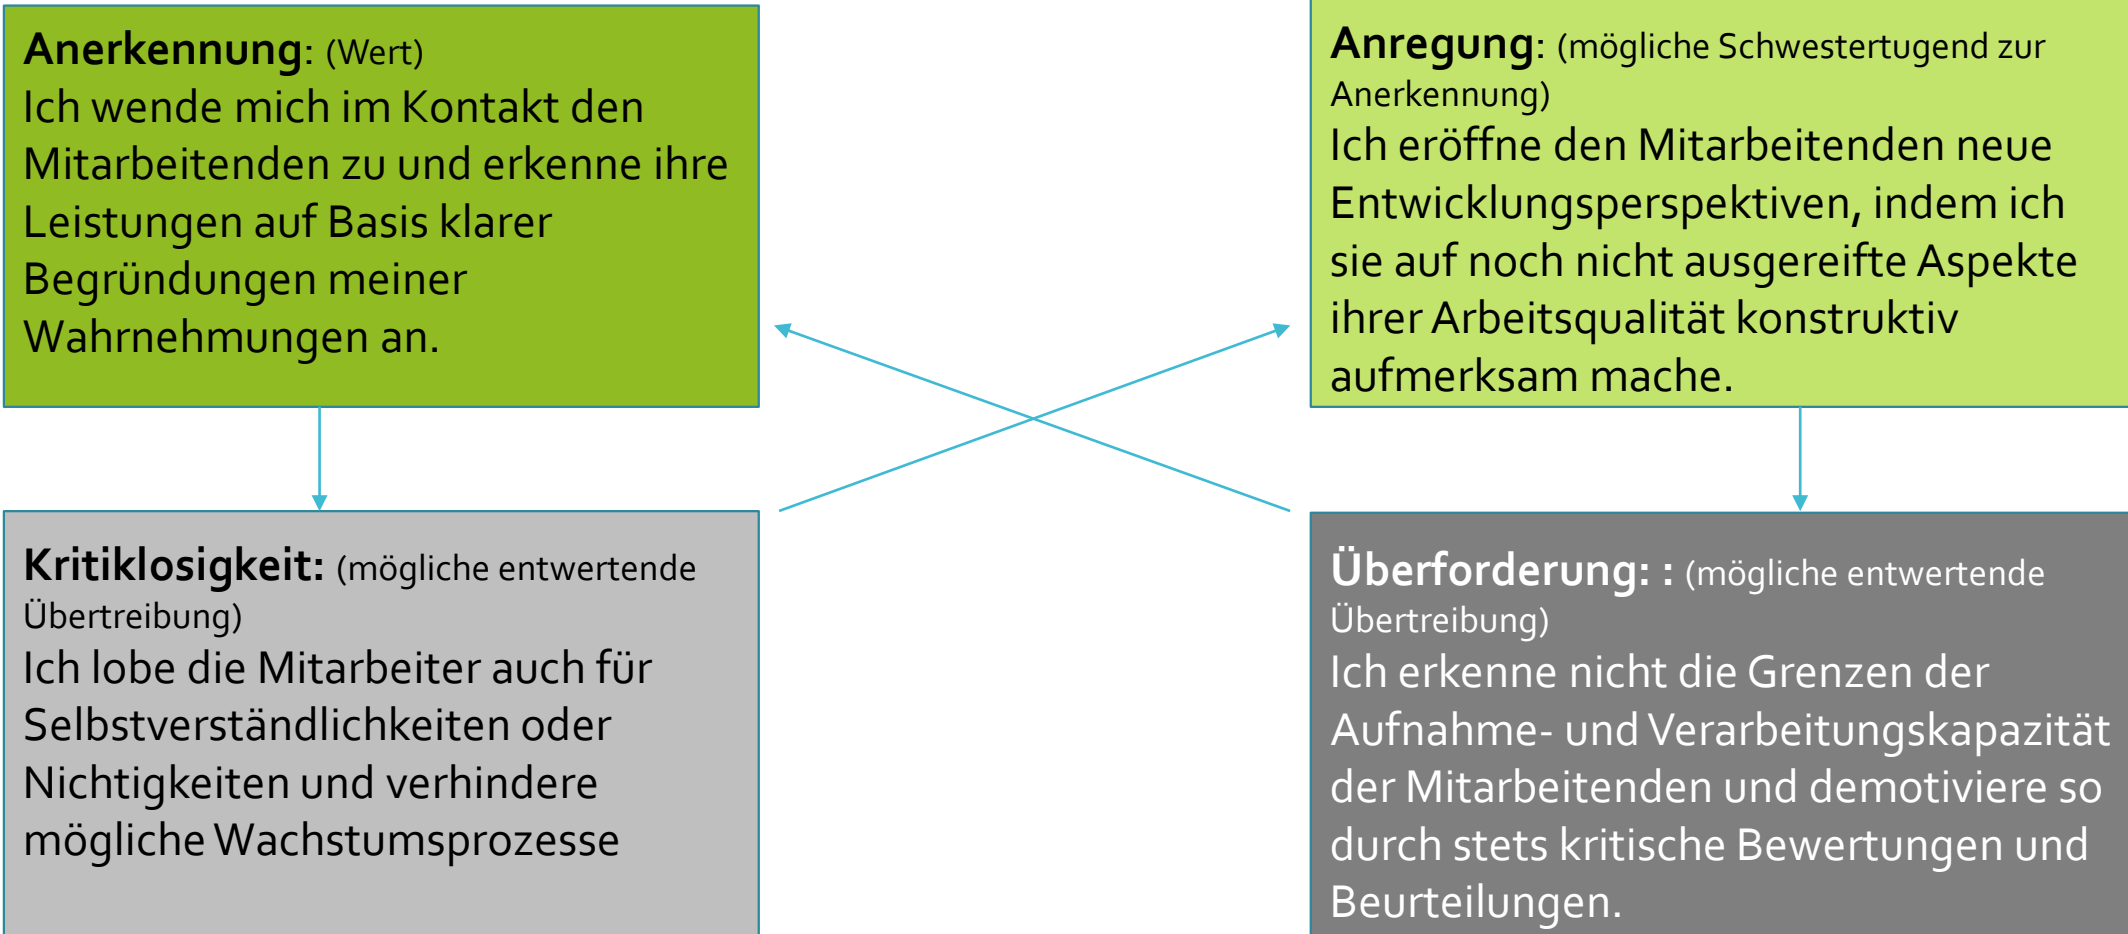 Anerkennung: (Wert)
Ich wende mich im Kontakt den
Mitarbeitenden zu und erkenne ihre
Leistungen auf Basis klarer
Begründungen meiner
Wahrnehmungen an.
Anregung: (mögliche Schwestertugend zur
Anerkennung)
Ich eröffne den Mitarbeitenden neue
Entwicklungsperspektiven, indem ich
sie auf noch nicht ausgereifte Aspekte
ihrer Arbeitsqualität konstruktiv
aufmerksam mache.
Kritiklosigkeit: (mögliche entwertende
Übertreibung)
Ich lobe die Mitarbeiter auch für
Selbstverständlichkeiten oder
Nichtigkeiten und verhindere
mögliche Wachstumsprozesse
Überforderung: : (mögliche entwertende
Übertreibung)
Ich erkenne nicht die Grenzen der
Aufnahme- und Verarbeitungskapazität
der Mitarbeitenden und demotiviere so
durch stets kritische Bewertungen und
Beurteilungen.